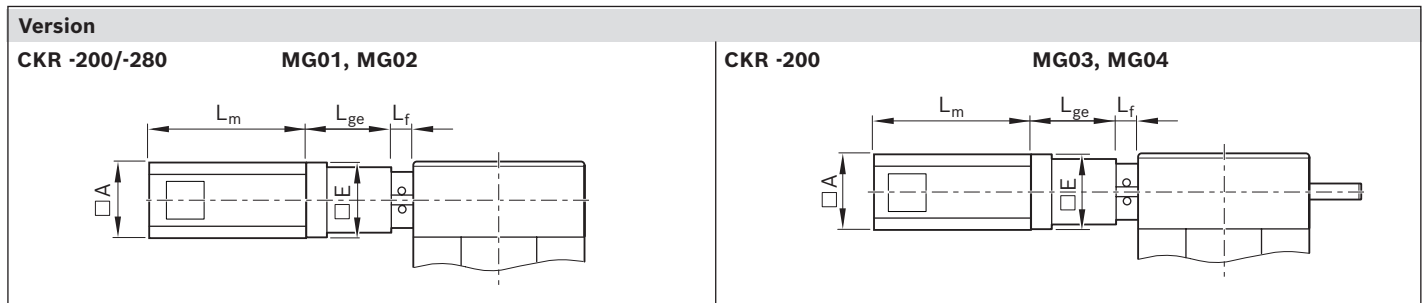 Version
CKR -200/-280 MG01, MG02
CKR -200 MG03, MG04
Lm Lge Lf
□ A
□ E
Lm Lge Lf
□ A
□ E